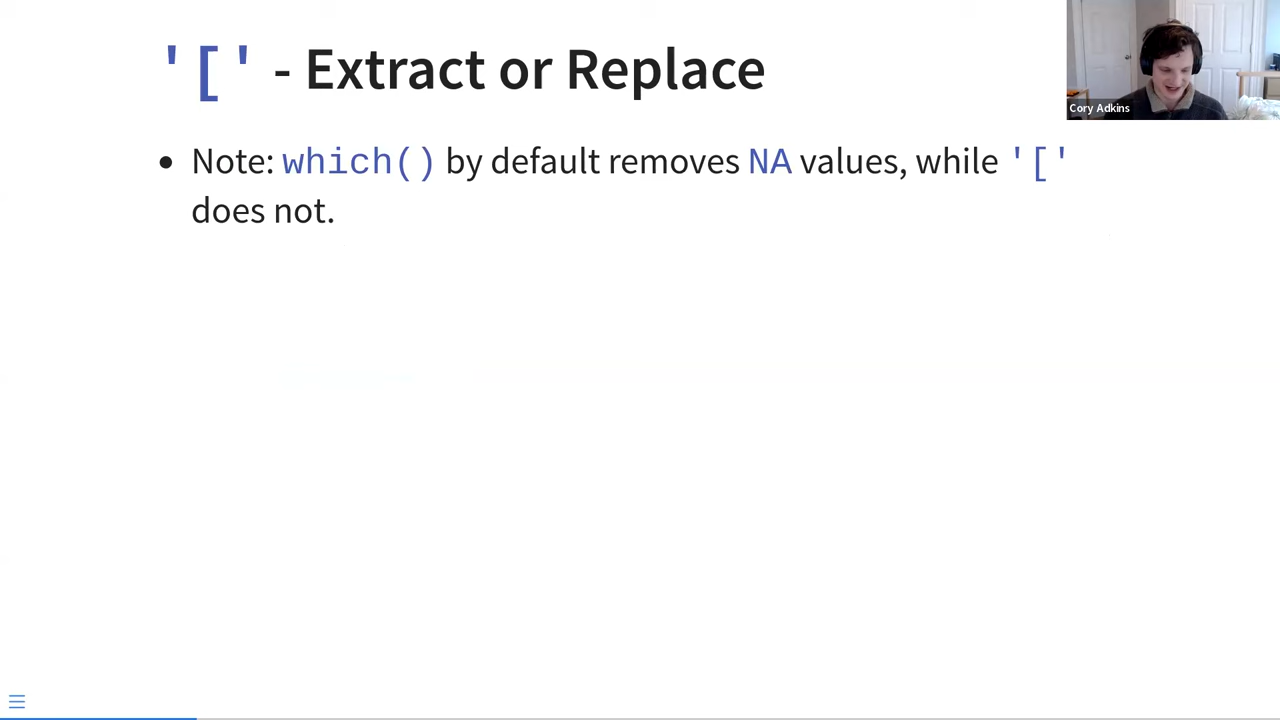 '[' - Extract or Replace
Cory Adkins
• Note: which() by default removes NA values, while '['
does not.